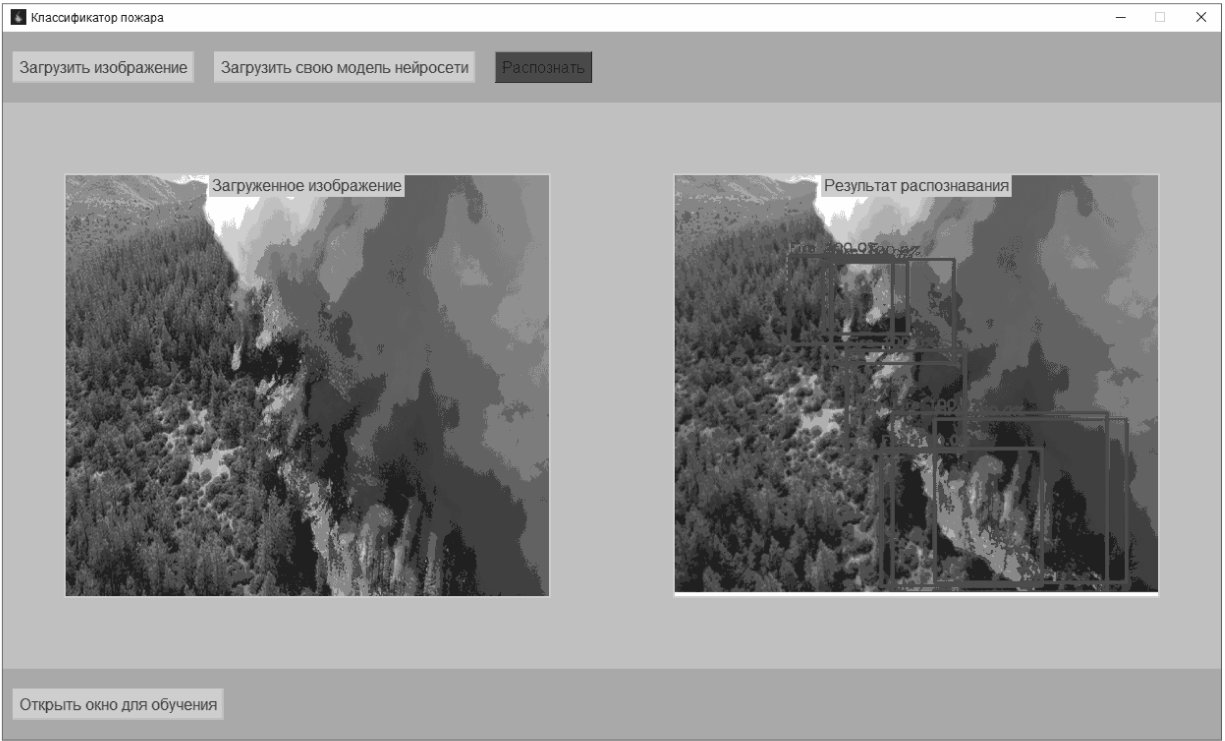 Классификатор пожара
Загрузить изображение
Загрузить свою модель нейросети
Распознать
Загруженное изображение
Результат распознавания
Открыть окно для обучения